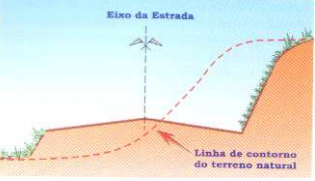 Eixo da Estrada
Linha de contorno
do terreno natural